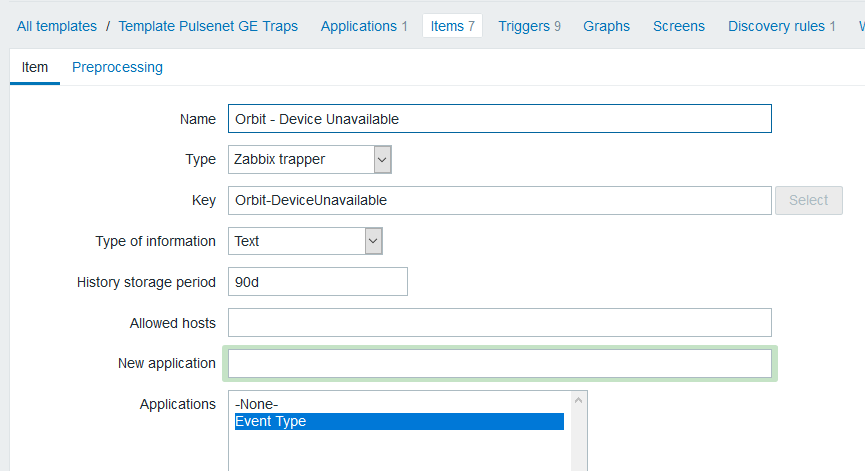 All templates / Template Pulsenet GE Traps Applications 1 Items 7 Triggers 9 Graphs Screens Discovery rules 1
Item Preprocessing
Name Orbit - Device Unavailable
Type Zabbix trapper
Key Orbit-DeviceUnavailable Select
Type of information Text
History storage period 90d
Allowed hosts
New application
Applications -None-
Event Type